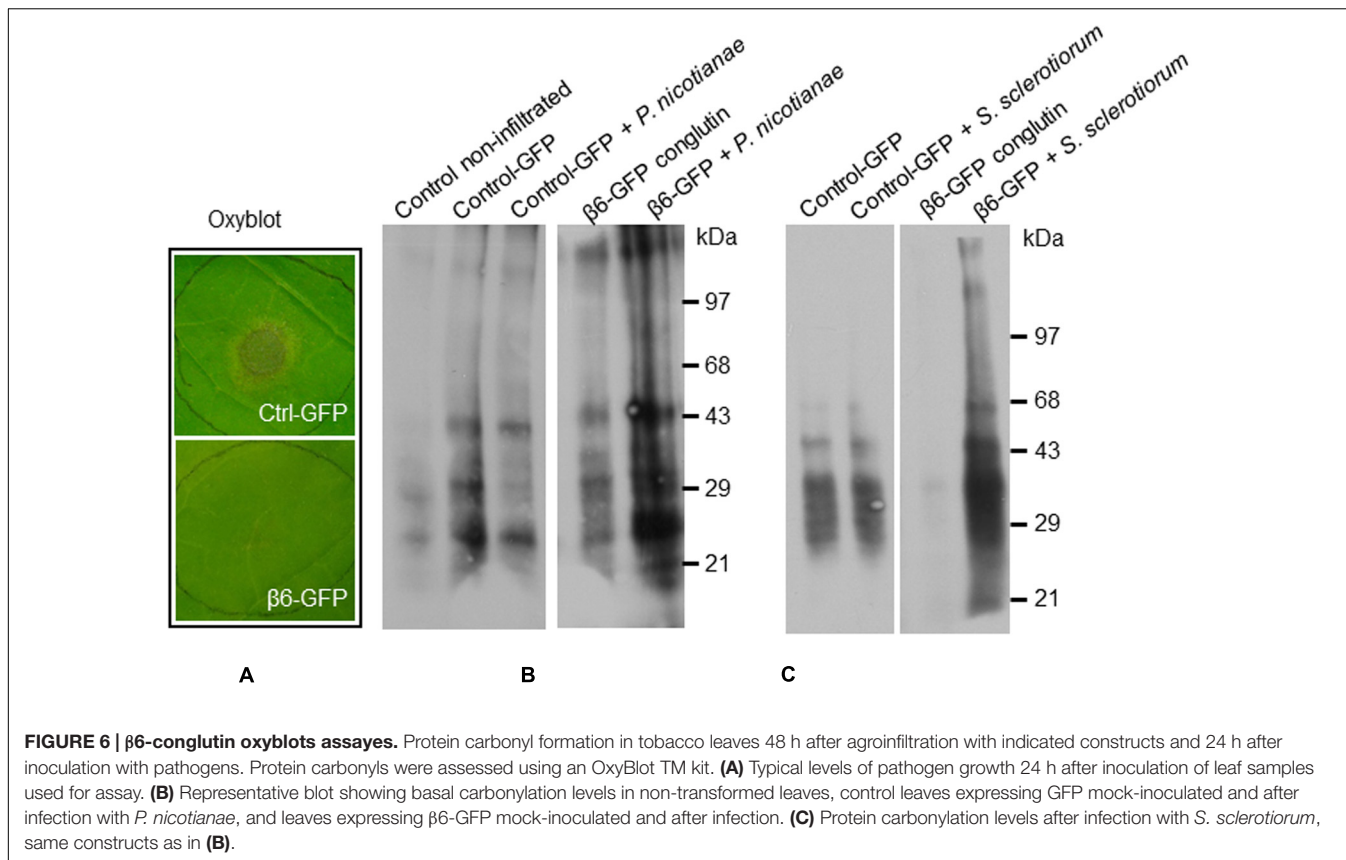 Oxyblot
Ctrl-GFP
β6-GFP
Control non-infiltrated
Control-GFP
Control-GFP + P. nicotianae
β6-GFP conglutin
β6-GFP + P. nicotianae
kDa
97
68
43
29
21
Control-GFP
Control-GFP + S. sclerotiorum
β6-GFP conglutin
β6-GFP + S. sclerotiorum
kDa
97
68
43
29
21
A
B
C
FIGURE 6 | β6-conglutin oxyblots assayes. Protein carbonyl formation in tobacco leaves 48 h after agroinfiltration with indicated constructs and 24 h after
inoculation with pathogens. Protein carbonyls were assessed using an OxyBlot TM kit. (A) Typical levels of pathogen growth 24 h after inoculation of leaf samples
used for assay. (B) Representative blot showing basal carbonylation levels in non-transformed leaves, control leaves expressing GFP mock-inoculated and after
infection with P. nicotianae, and leaves expressing β6-GFP mock-inoculated and after infection. (C) Protein carbonylation levels after infection with S. sclerotiorum,
same constructs as in (B).